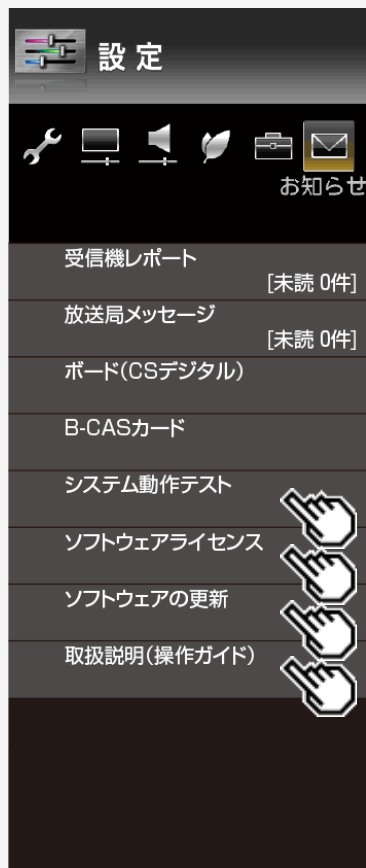 設定
お知らせ
受信機レポート
[未読 0件]
放送局メッセージ
[未読 0件]
ボード(CSデジタル)
B-CASカード
システム動作テスト
ソフトウェアライセンス
ソフトウェアの更新
取扱説明(操作ガイド)